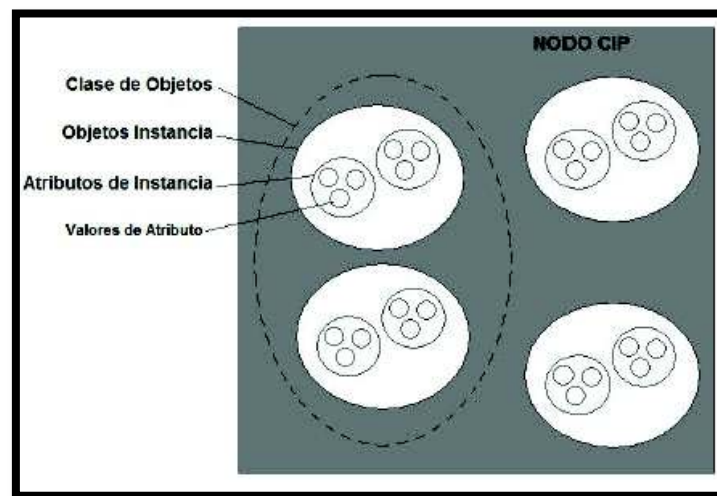 NODO CIP
Clase de Objetos
Objetos Instancia
Atributos de Instancia
Valores de Atributo